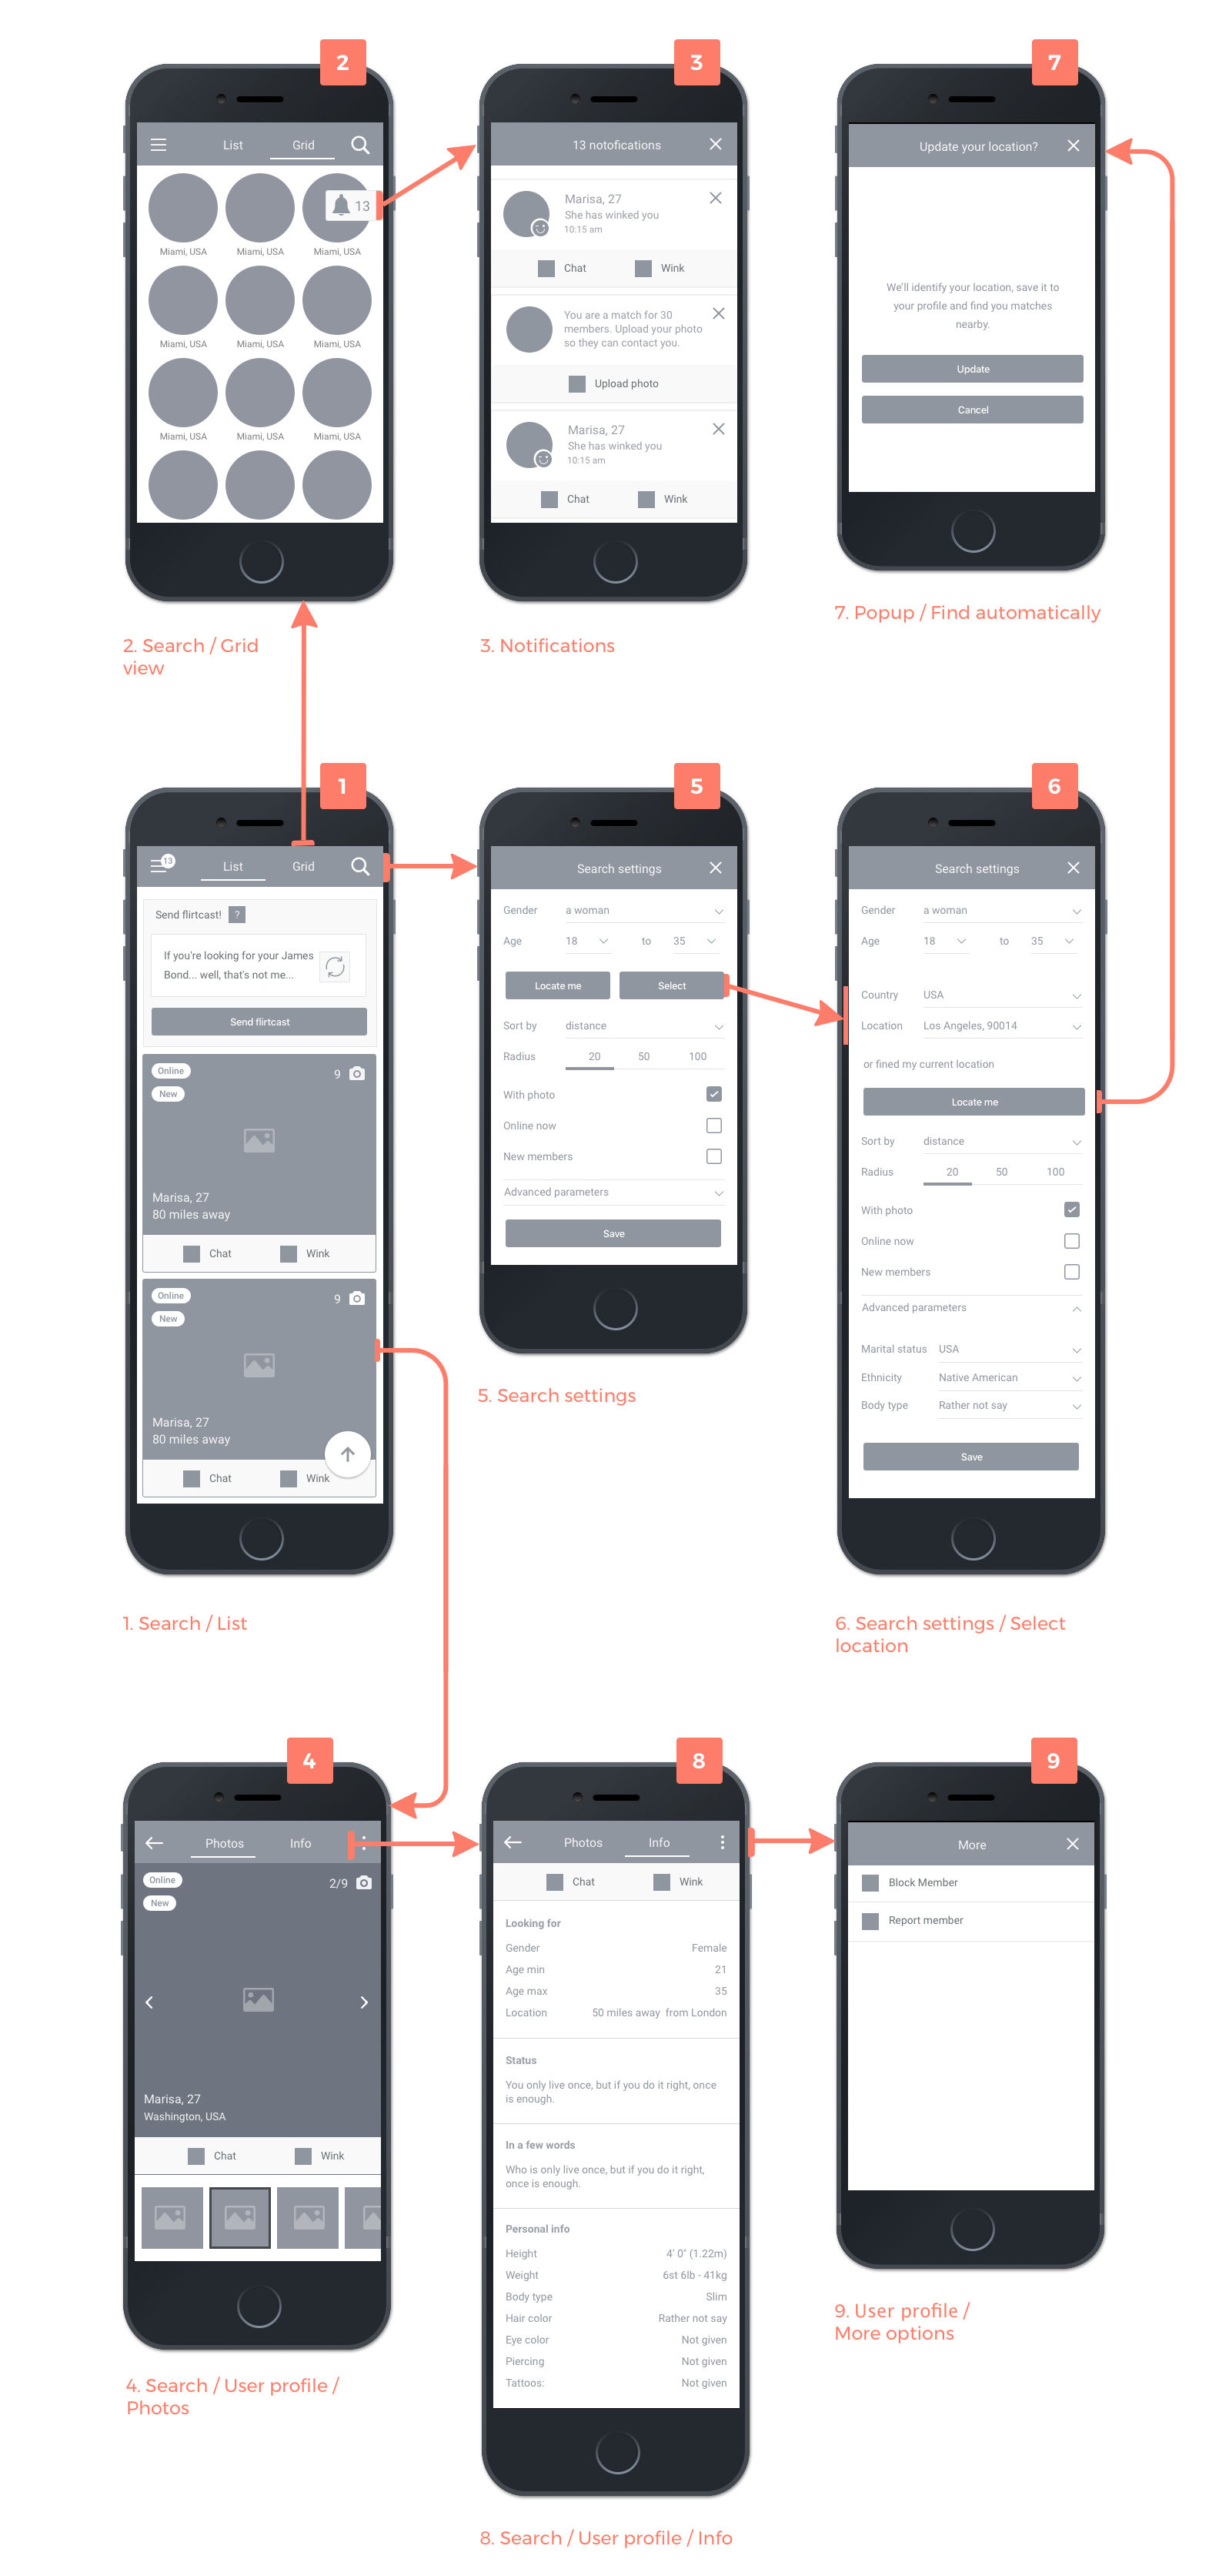 2
List
Grid
13
Miami, USA
Miami, USA
Miami, USA
Miami, USA
Miami, USA
Miami, USA
Miami, USA
Miami, USA
Miami, USA
2. Search / Grid
view
3
13 notofications
Marisa, 27
She has winked you
10:15 am
Chat
Wink
You are a match for 30
members. Upload your photo
so they can contact you.
Upload photo
Marisa, 27
She has winked you
10:15 am
Chat
Wink
3. Notifications
7
Update your location?
We'll identify your location, save it to
your profile and find you matches
nearby.
Update
Cancel
7. Popup / Find automatically
1
13
List
Grid
Send flirtcast!
?
If you're looking for your James
Bond... well, that's not me...
Send flirtcast
Online
9
New
Marisa, 27
80 miles away
Chat
Wink
Online
9
New
Marisa, 27
80 miles away
Chat
Wink
1. Search / List
5
Search settings
Gender
a woman
Age
18
to
35
Locate me
Select
Sort by
distance
Radius
20
50
100
With photo
Online now
New members
Advanced parameters
Save
5. Search settings
6
Search settings
Gender
a woman
Age
18
to
35
Country
USA
Location
Los Angeles, 90014
or fined my current location
Locate me
Sort by
distance
Radius
20
50
100
With photo
Online now
New members
Advanced parameters
Marital status
USA
Ethnicity
Native American
Body type
Rather not say
Save
6. Search settings / Select
location
4
Photos
Info
Online
2/9
New
Marisa, 27
Washington, USA
Chat
Wink
4. Search / User profile /
Photos
8
Photos
Info
Chat
Wink
Looking for
Gender
Female
Age min
21
Age max
35
Location
50 miles away from London
Status
You only live once, but if you do it right, once
is enough.
In a few words
Who is only live once, but if you do it right,
once is enough.
Personal info
Height
4' 0" (1.22m)
Weight
6st 6lb - 41kg
Body type
Slim
Hair color
Rather not say
Eye color
Not given
Piercing
Not given
Tattoos:
Not given
8. Search / User profile / Info
9
More
Block Member
Report member
9. User profile /
More options